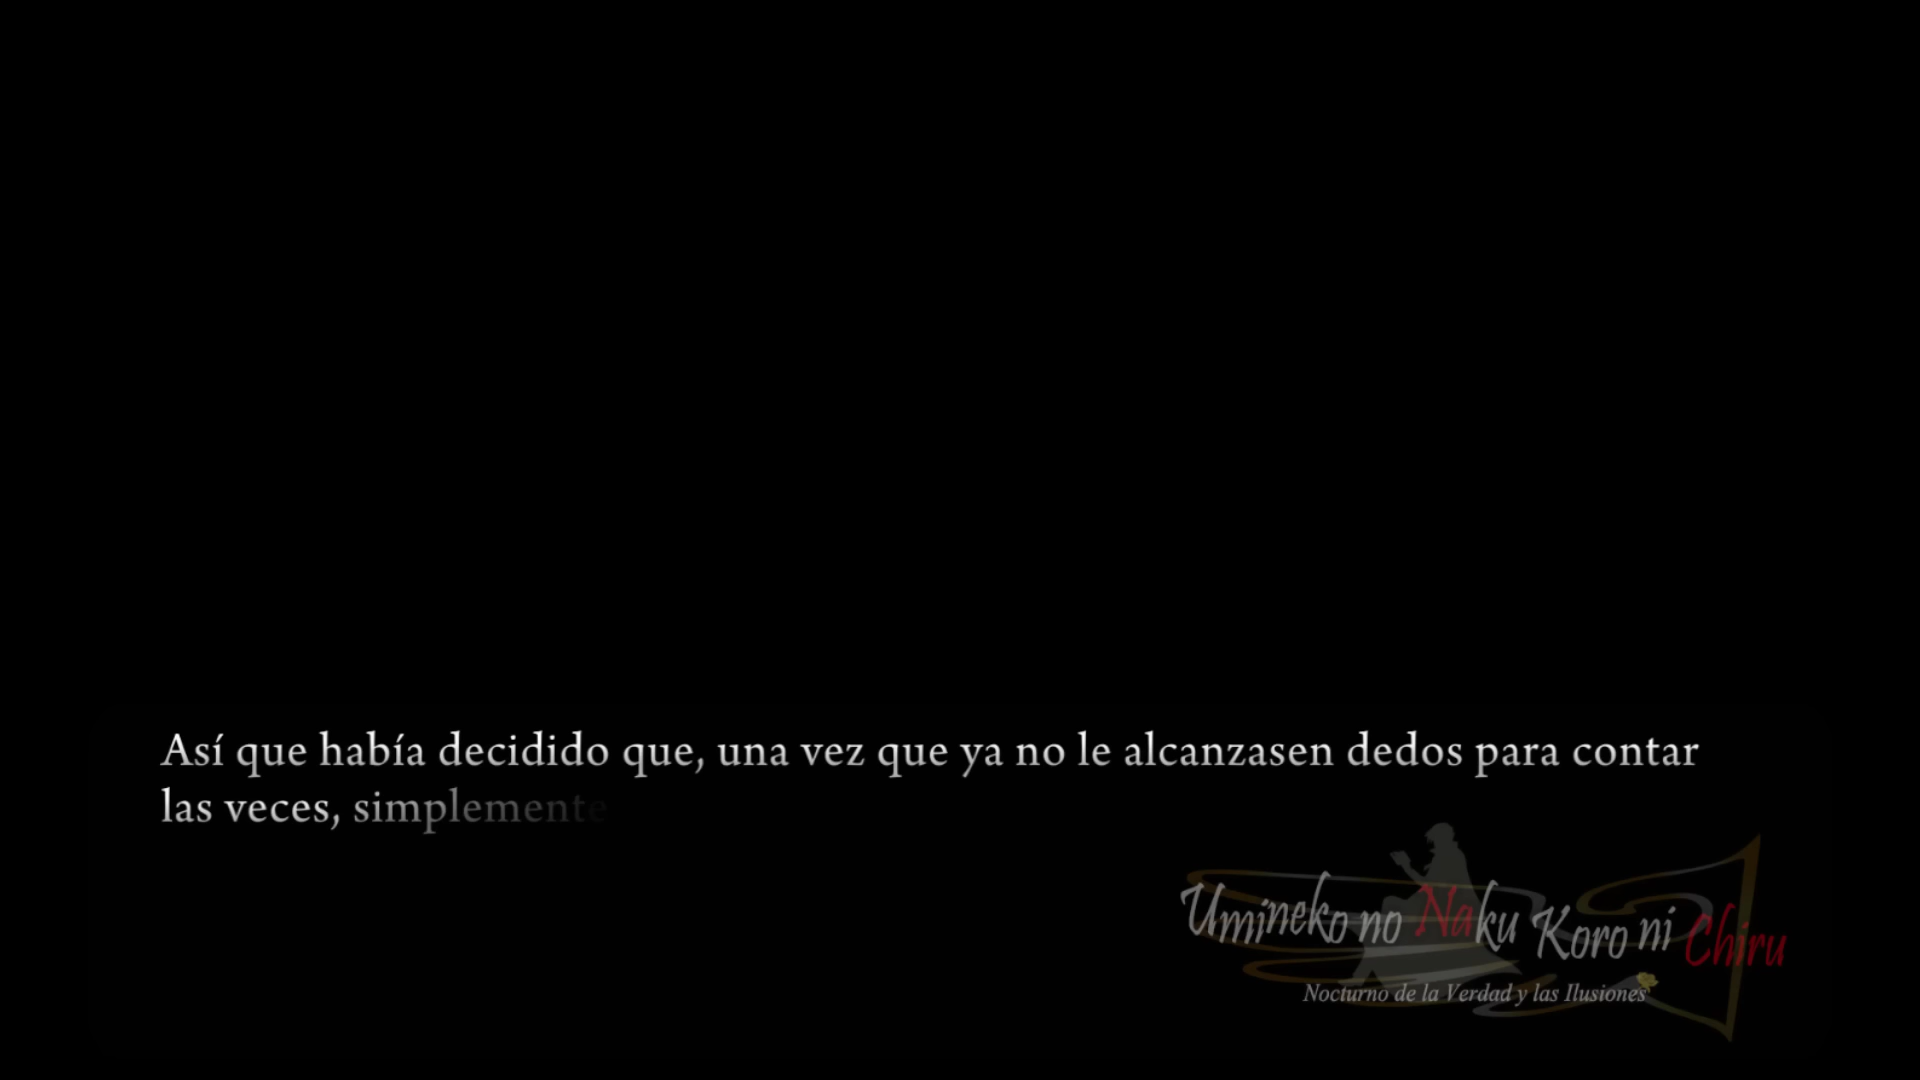 Así que había decidido que, una vez que ya no le alcanzasen dedos para contar
las veces, simplemente
Umineko no Naku Koro ni Chiru
Nocturno de la Verdad y las Ilusiones